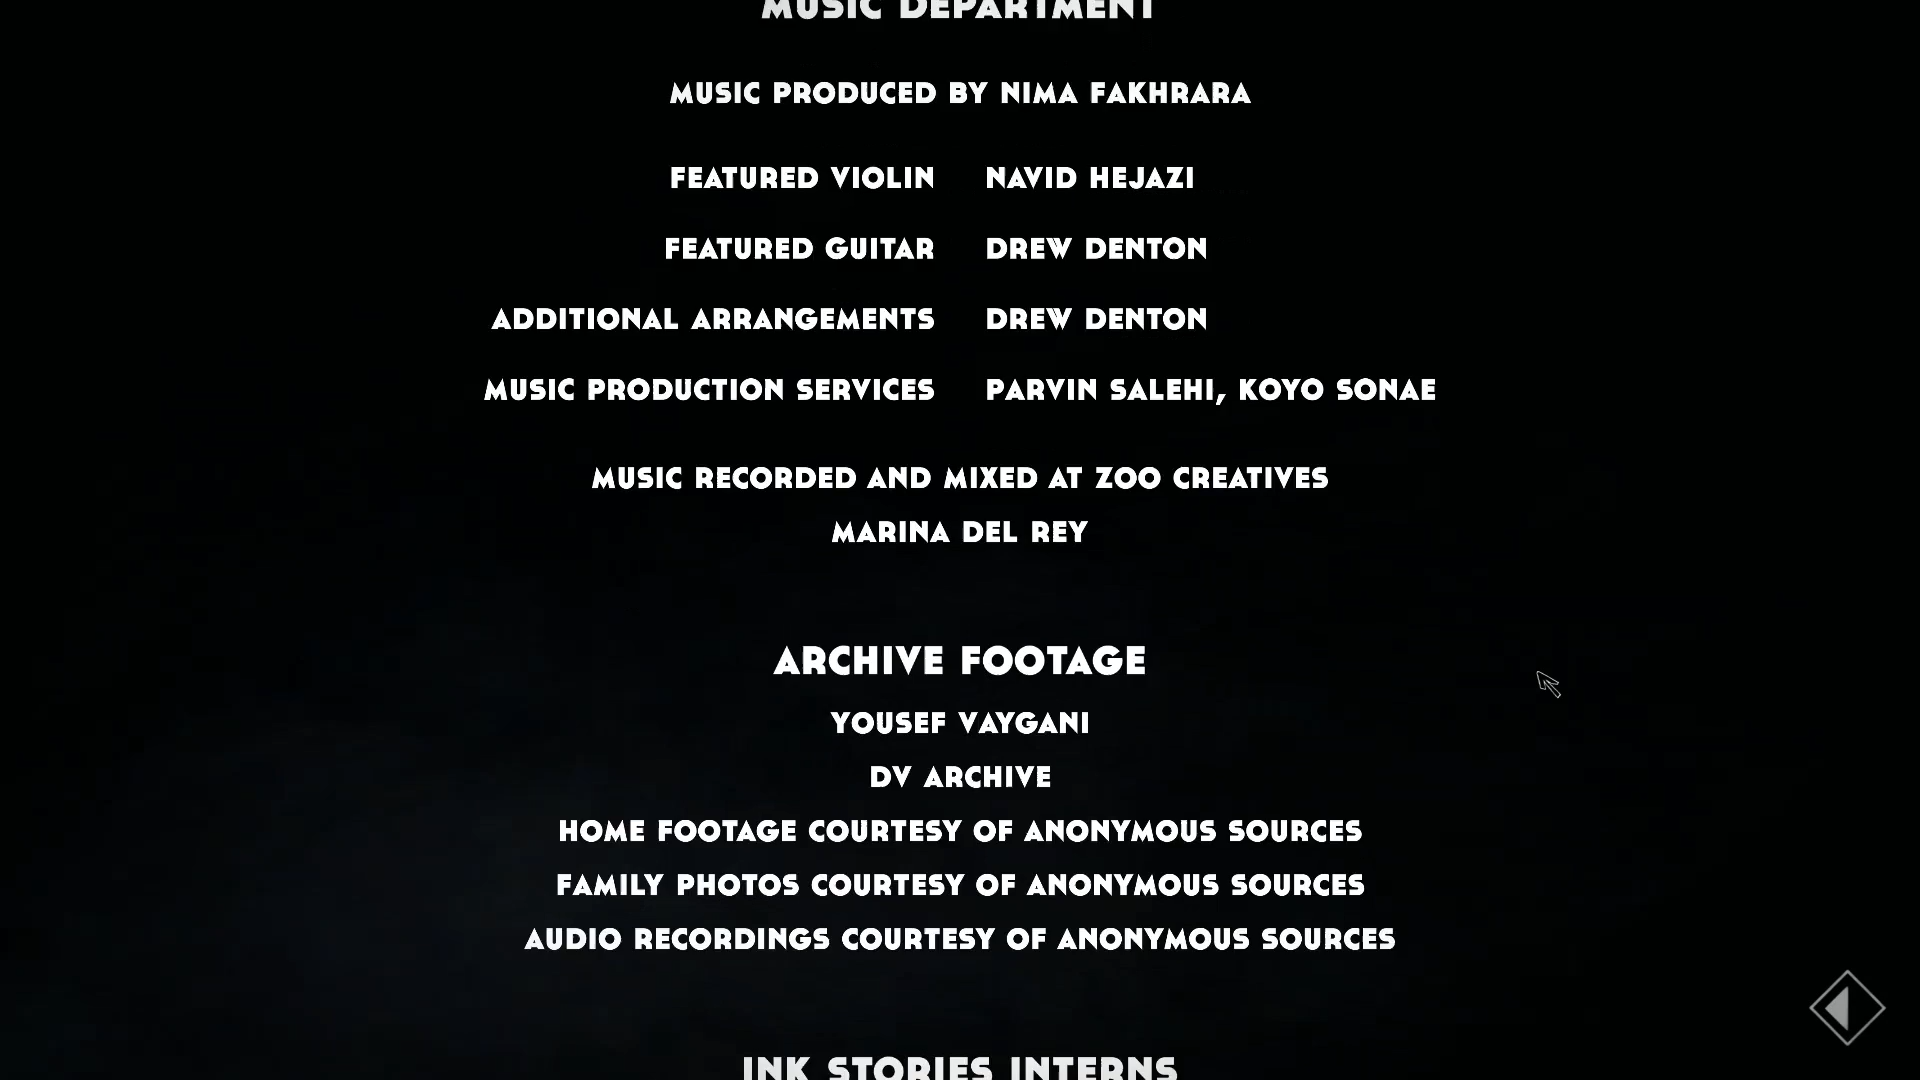 MUSIC DEPARTMENT
MUSIC PRODUCED BY NIMA FAKHRARA
FEATURED VIOLIN NAVID HEJAZI
FEATURED GUITAR DREW DENTON
ADDITIONAL ARRANGEMENTS DREW DENTON
MUSIC PRODUCTION SERVICES PARVIN SALEHI, KOYO SONAE
MUSIC RECORDED AND MIXED AT ZOO CREATIVES
MARINA DEL REY
ARCHIVE FOOTAGE
YOUSEF VAYGANI
DV ARCHIVE
HOME FOOTAGE COURTESY OF ANONYMOUS SOURCES
FAMILY PHOTOS COURTESY OF ANONYMOUS SOURCES
AUDIO RECORDINGS COURTESY OF ANONYMOUS SOURCES
INK STORIES INTERNS